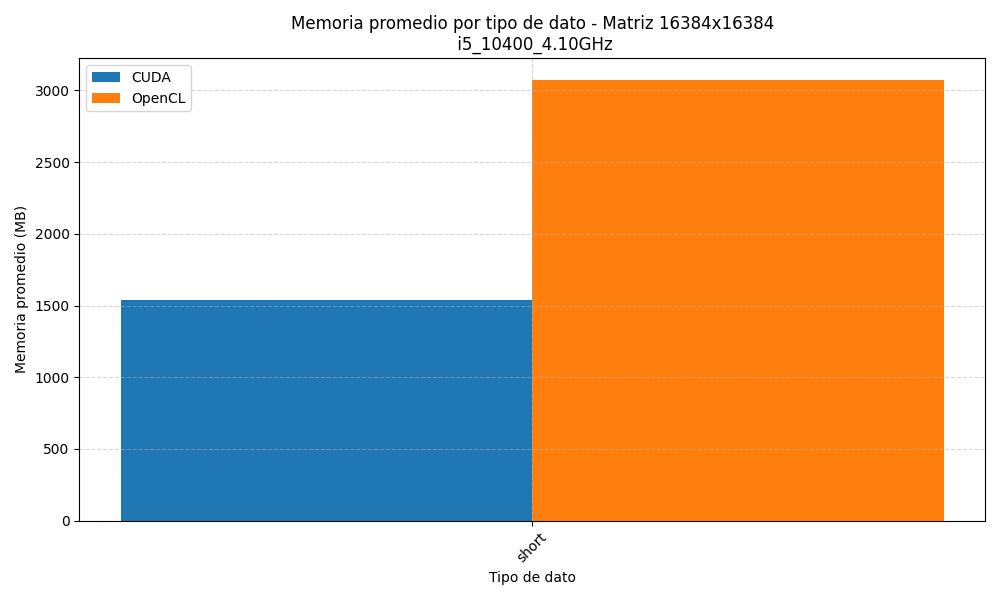 Memoria promedio por tipo de dato - Matriz 16384x16384
i5_10400_4.10GHz
CUDA
OpenCL
Memoria promedio (MB)
3000
2500
2000
1500
1000
500
0
short
Tipo de dato